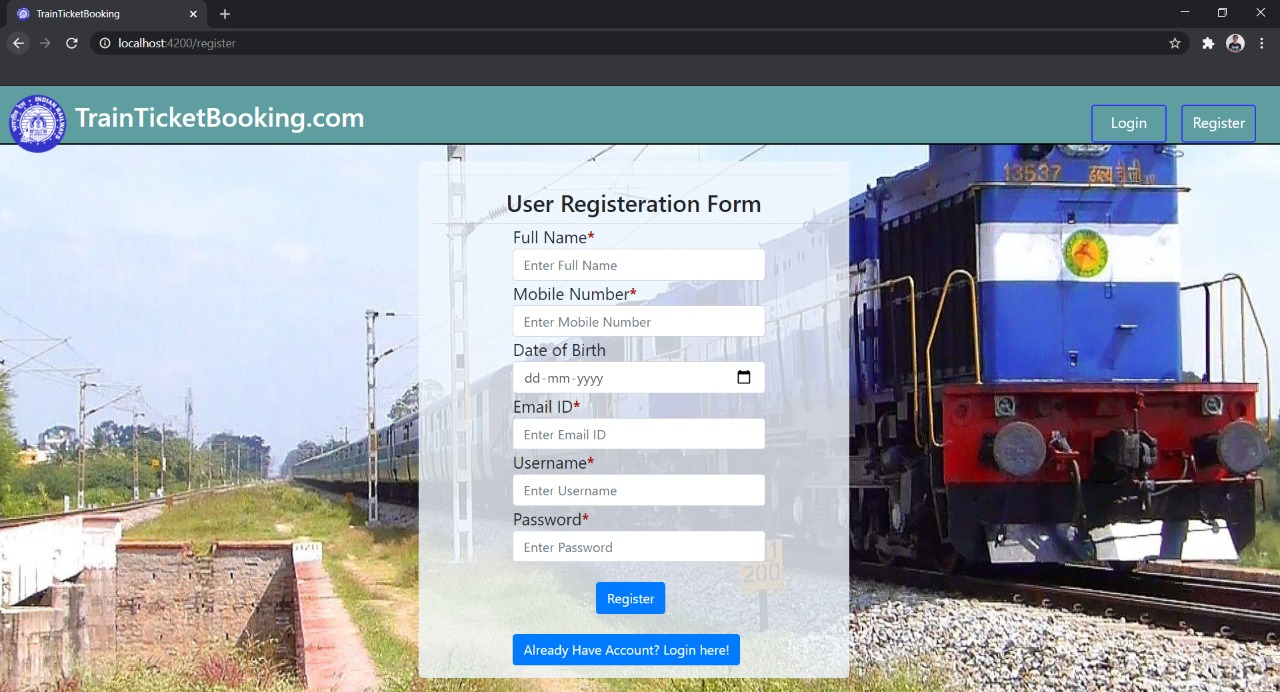 TrainTicketBooking
localhost:4200/register
INDIAN RAILWAYS
TrainTicketBooking.com
Login
Register
13537
User Registeration Form
Full Name*
Enter Full Name
Mobile Number*
Enter Mobile Number
Date of Birth
dd-mm-yyyy
Email ID*
Enter Email ID
Username*
Enter Username
Password*
Enter Password
1
200
Register
Already Have Account? Login here!